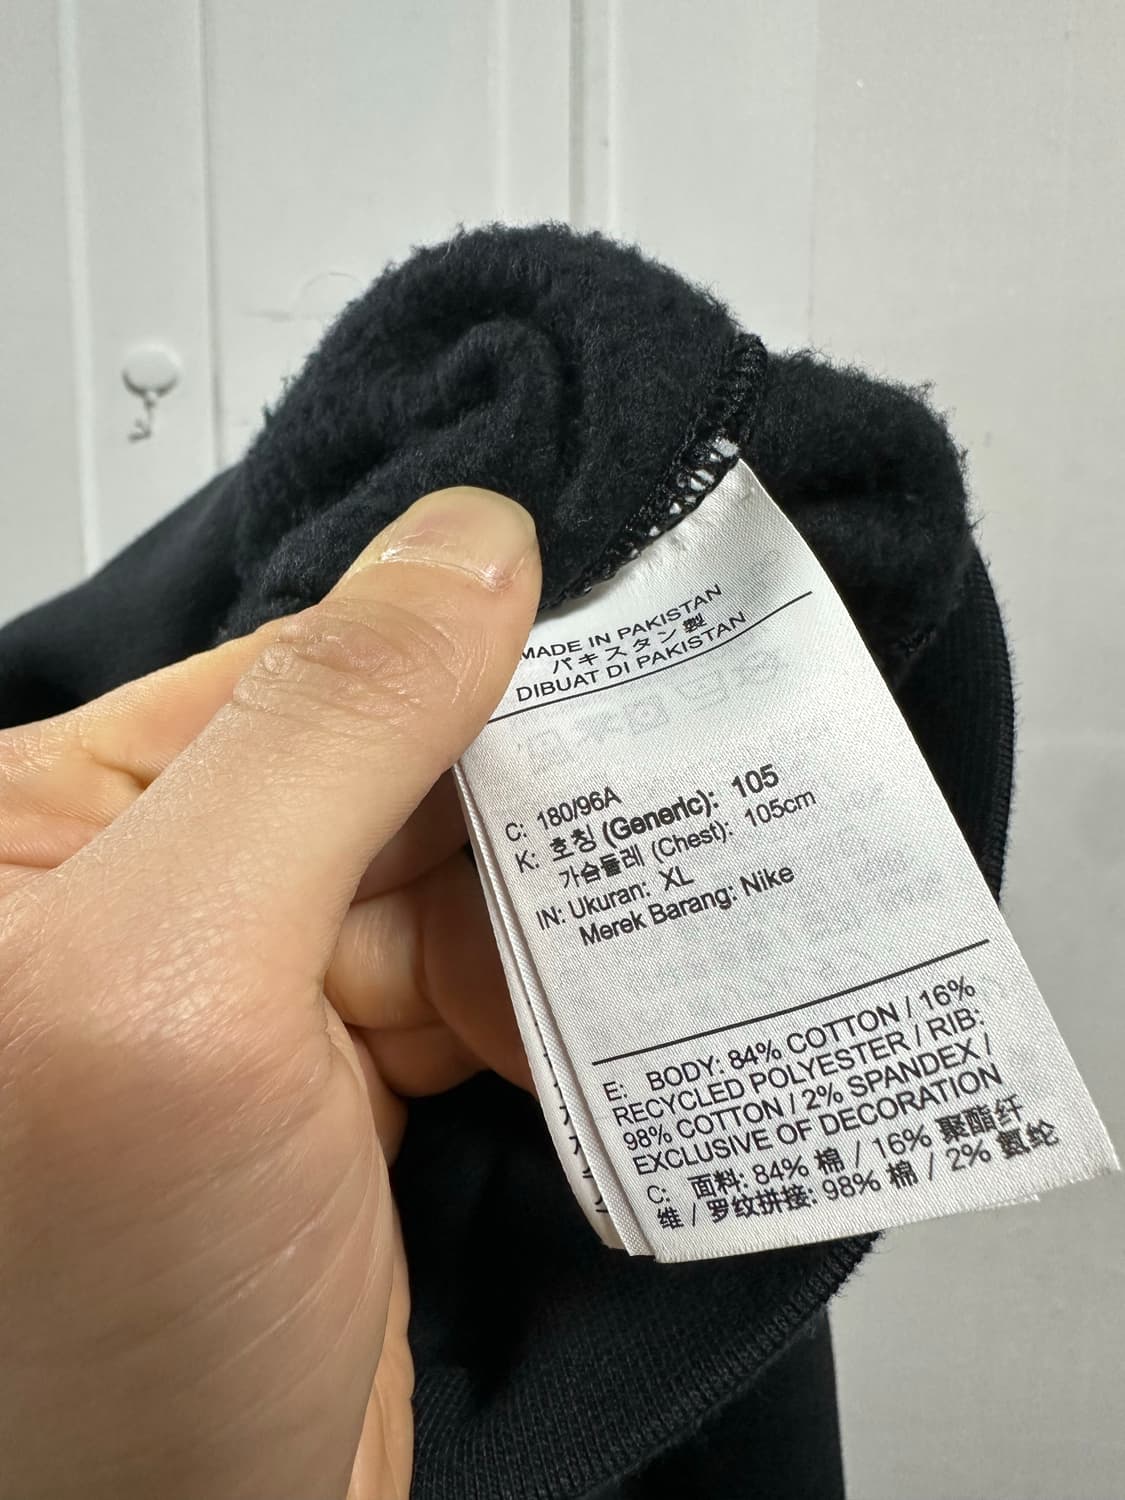 MADE IN PAKISTAN
パキスタン製
DIBUAT DI PAKISTAN
C: 180/96A
K: 호칭 (Generic): 105
가슴둘레 (Chest): 105cm
IN: Ukuran: XL
Merek Barang: Nike
E: BODY: 84% COTTON / 16%
RECYCLED POLYESTER / RIB:
98% COTTON / 2% SPANDEX /
EXCLUSIVE OF DECORATION
C: 面料: 84% 棉 / 16% 聚酯纤
维 / 罗纹拼接: 98% 棉 / 2% 氨纶